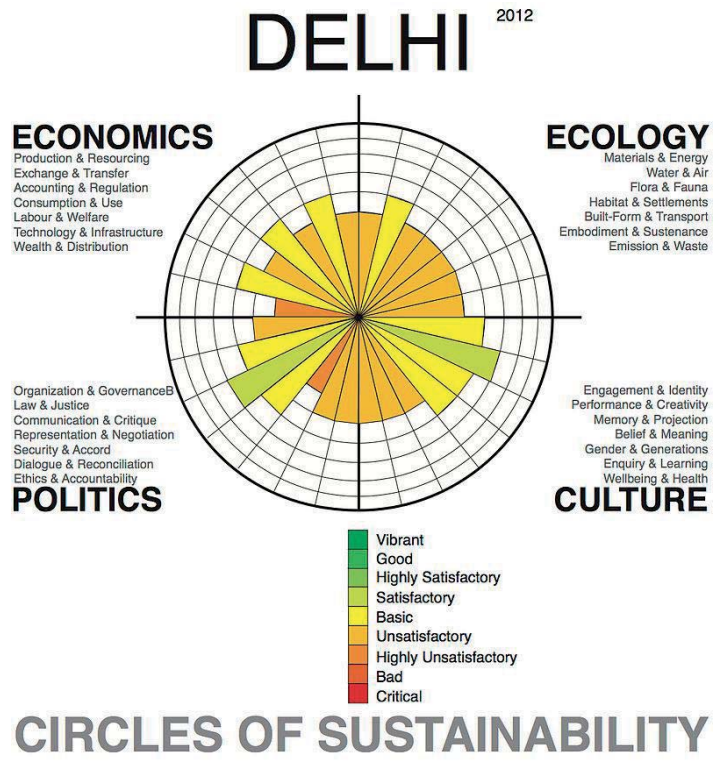 DELHI
2012
ECONOMICS
Production & Resourcing
Exchange & Transfer
Accounting & Regulation
Consumption & Use
Labour & Welfare
Technology & Infrastructure
Wealth & Distribution
ECOLOGY
Materials & Energy
Water & Air
Flora & Fauna
Habitat & Settlements
Built-Form & Transport
Embodiment & Sustenance
Emission & Waste
Organization & GovernanceB
Law & Justice
Communication & Critique
Representation & Negotiation
Security & Accord
Dialogue & Reconciliation
Ethics & Accountability
POLITICS
Engagement & Identity
Performance & Creativity
Memory & Projection
Belief & Meaning
Gender & Generations
Enquiry & Learning
Wellbeing & Health
CULTURE
Vibrant
Good
Highly Satisfactory
Satisfactory
Basic
Unsatisfactory
Highly Unsatisfactory
Bad
Critical
CIRCLES OF SUSTAINABILITY